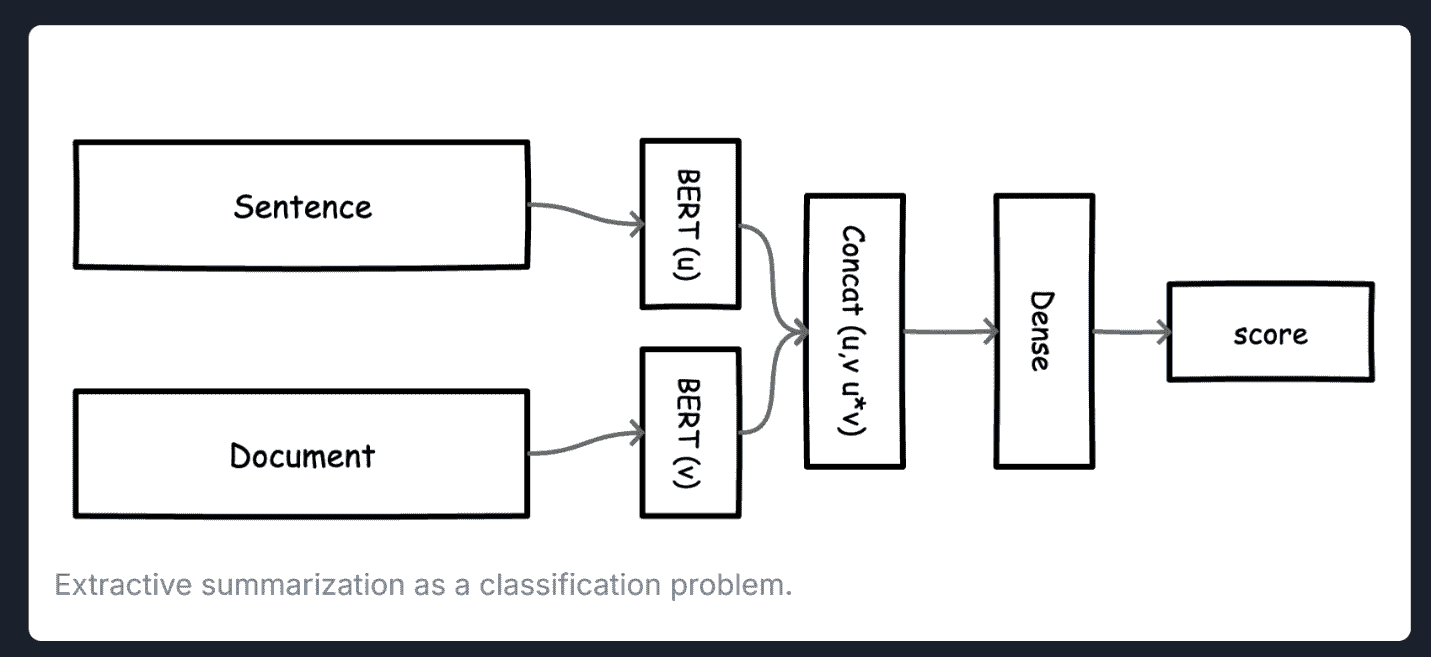 Sentence
BERT (u)
Concat (u,v u*v)
Dense
score
BERT (v)
Document
Extractive summarization as a classification problem.